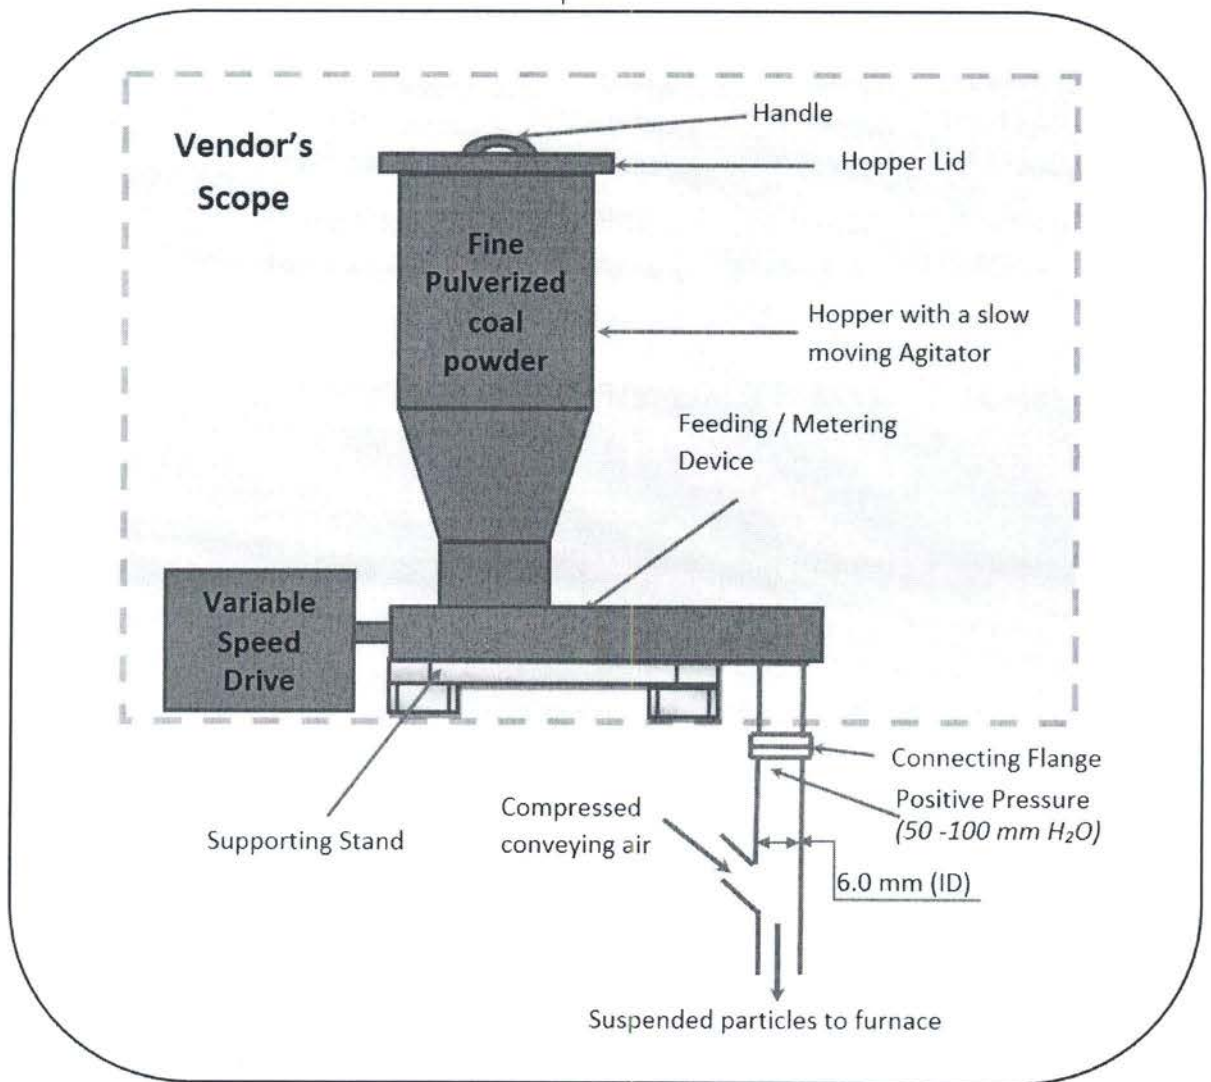 Vendor's
Scope
Handle
Hopper Lid
Fine
Pulverized
coal
powder
Hopper with a slow
moving Agitator
Feeding / Metering
Device
Variable
Speed
Drive
Connecting Flange
Positive Pressure
(50 -100 mm H₂O)
Compressed
conveying air
Supporting Stand
6.0 mm (ID)
Suspended particles to furnace